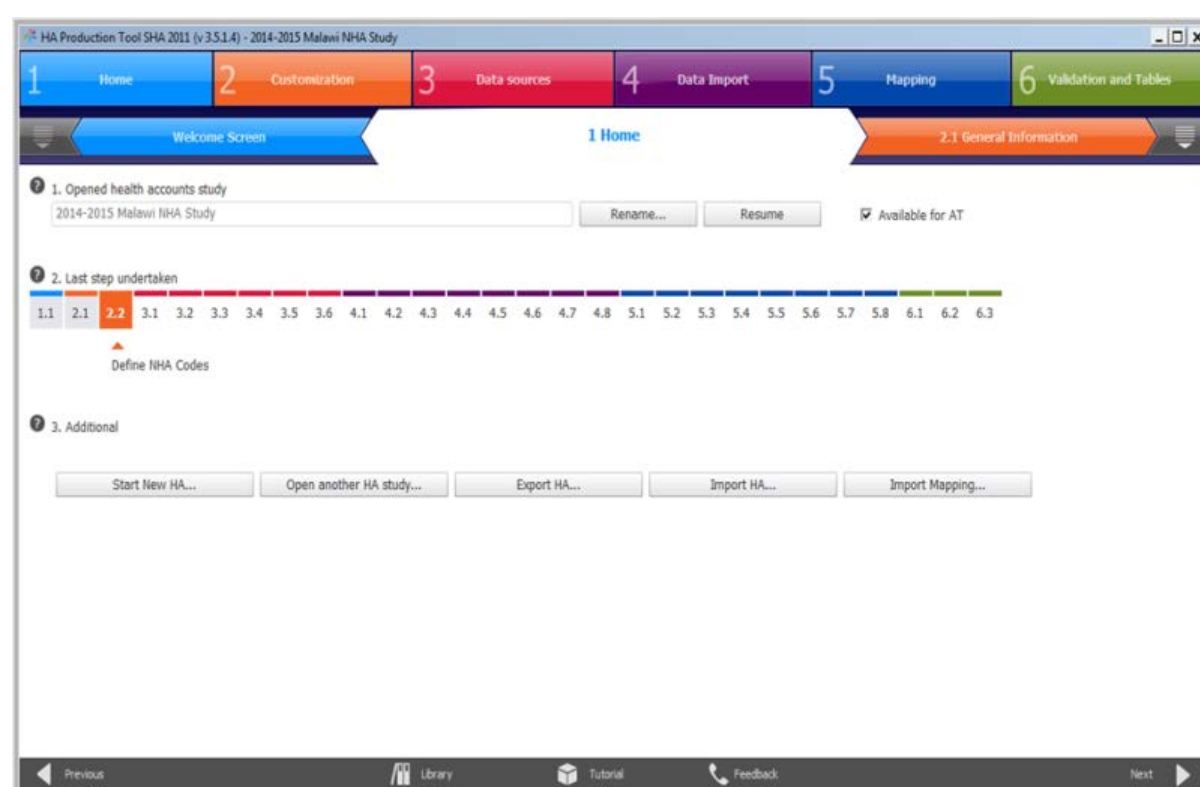 HA Production Tool SHA 2011 (v 3.5.1.4) - 2014-2015 Malawi NHA Study
1 Home 2 Customization 3 Data sources 4 Data Import 5 Mapping 6 Validation and Tables
Welcome Screen 1 Home 2.1 General Information
? 1. Opened health accounts study
2014-2015 Malawi NHA Study Rename... Resume Available for AT
? 2. Last step undertaken
1.1 2.1 2.2 3.1 3.2 3.3 3.4 3.5 3.6 4.1 4.2 4.3 4.4 4.5 4.6 4.7 4.8 5.1 5.2 5.3 5.4 5.5 5.6 5.7 5.8 6.1 6.2 6.3
Define NHA Codes
? 3. Additional
Start New HA... Open another HA study... Export HA... Import HA... Import Mapping...
Previous Library Tutorial Feedback Next